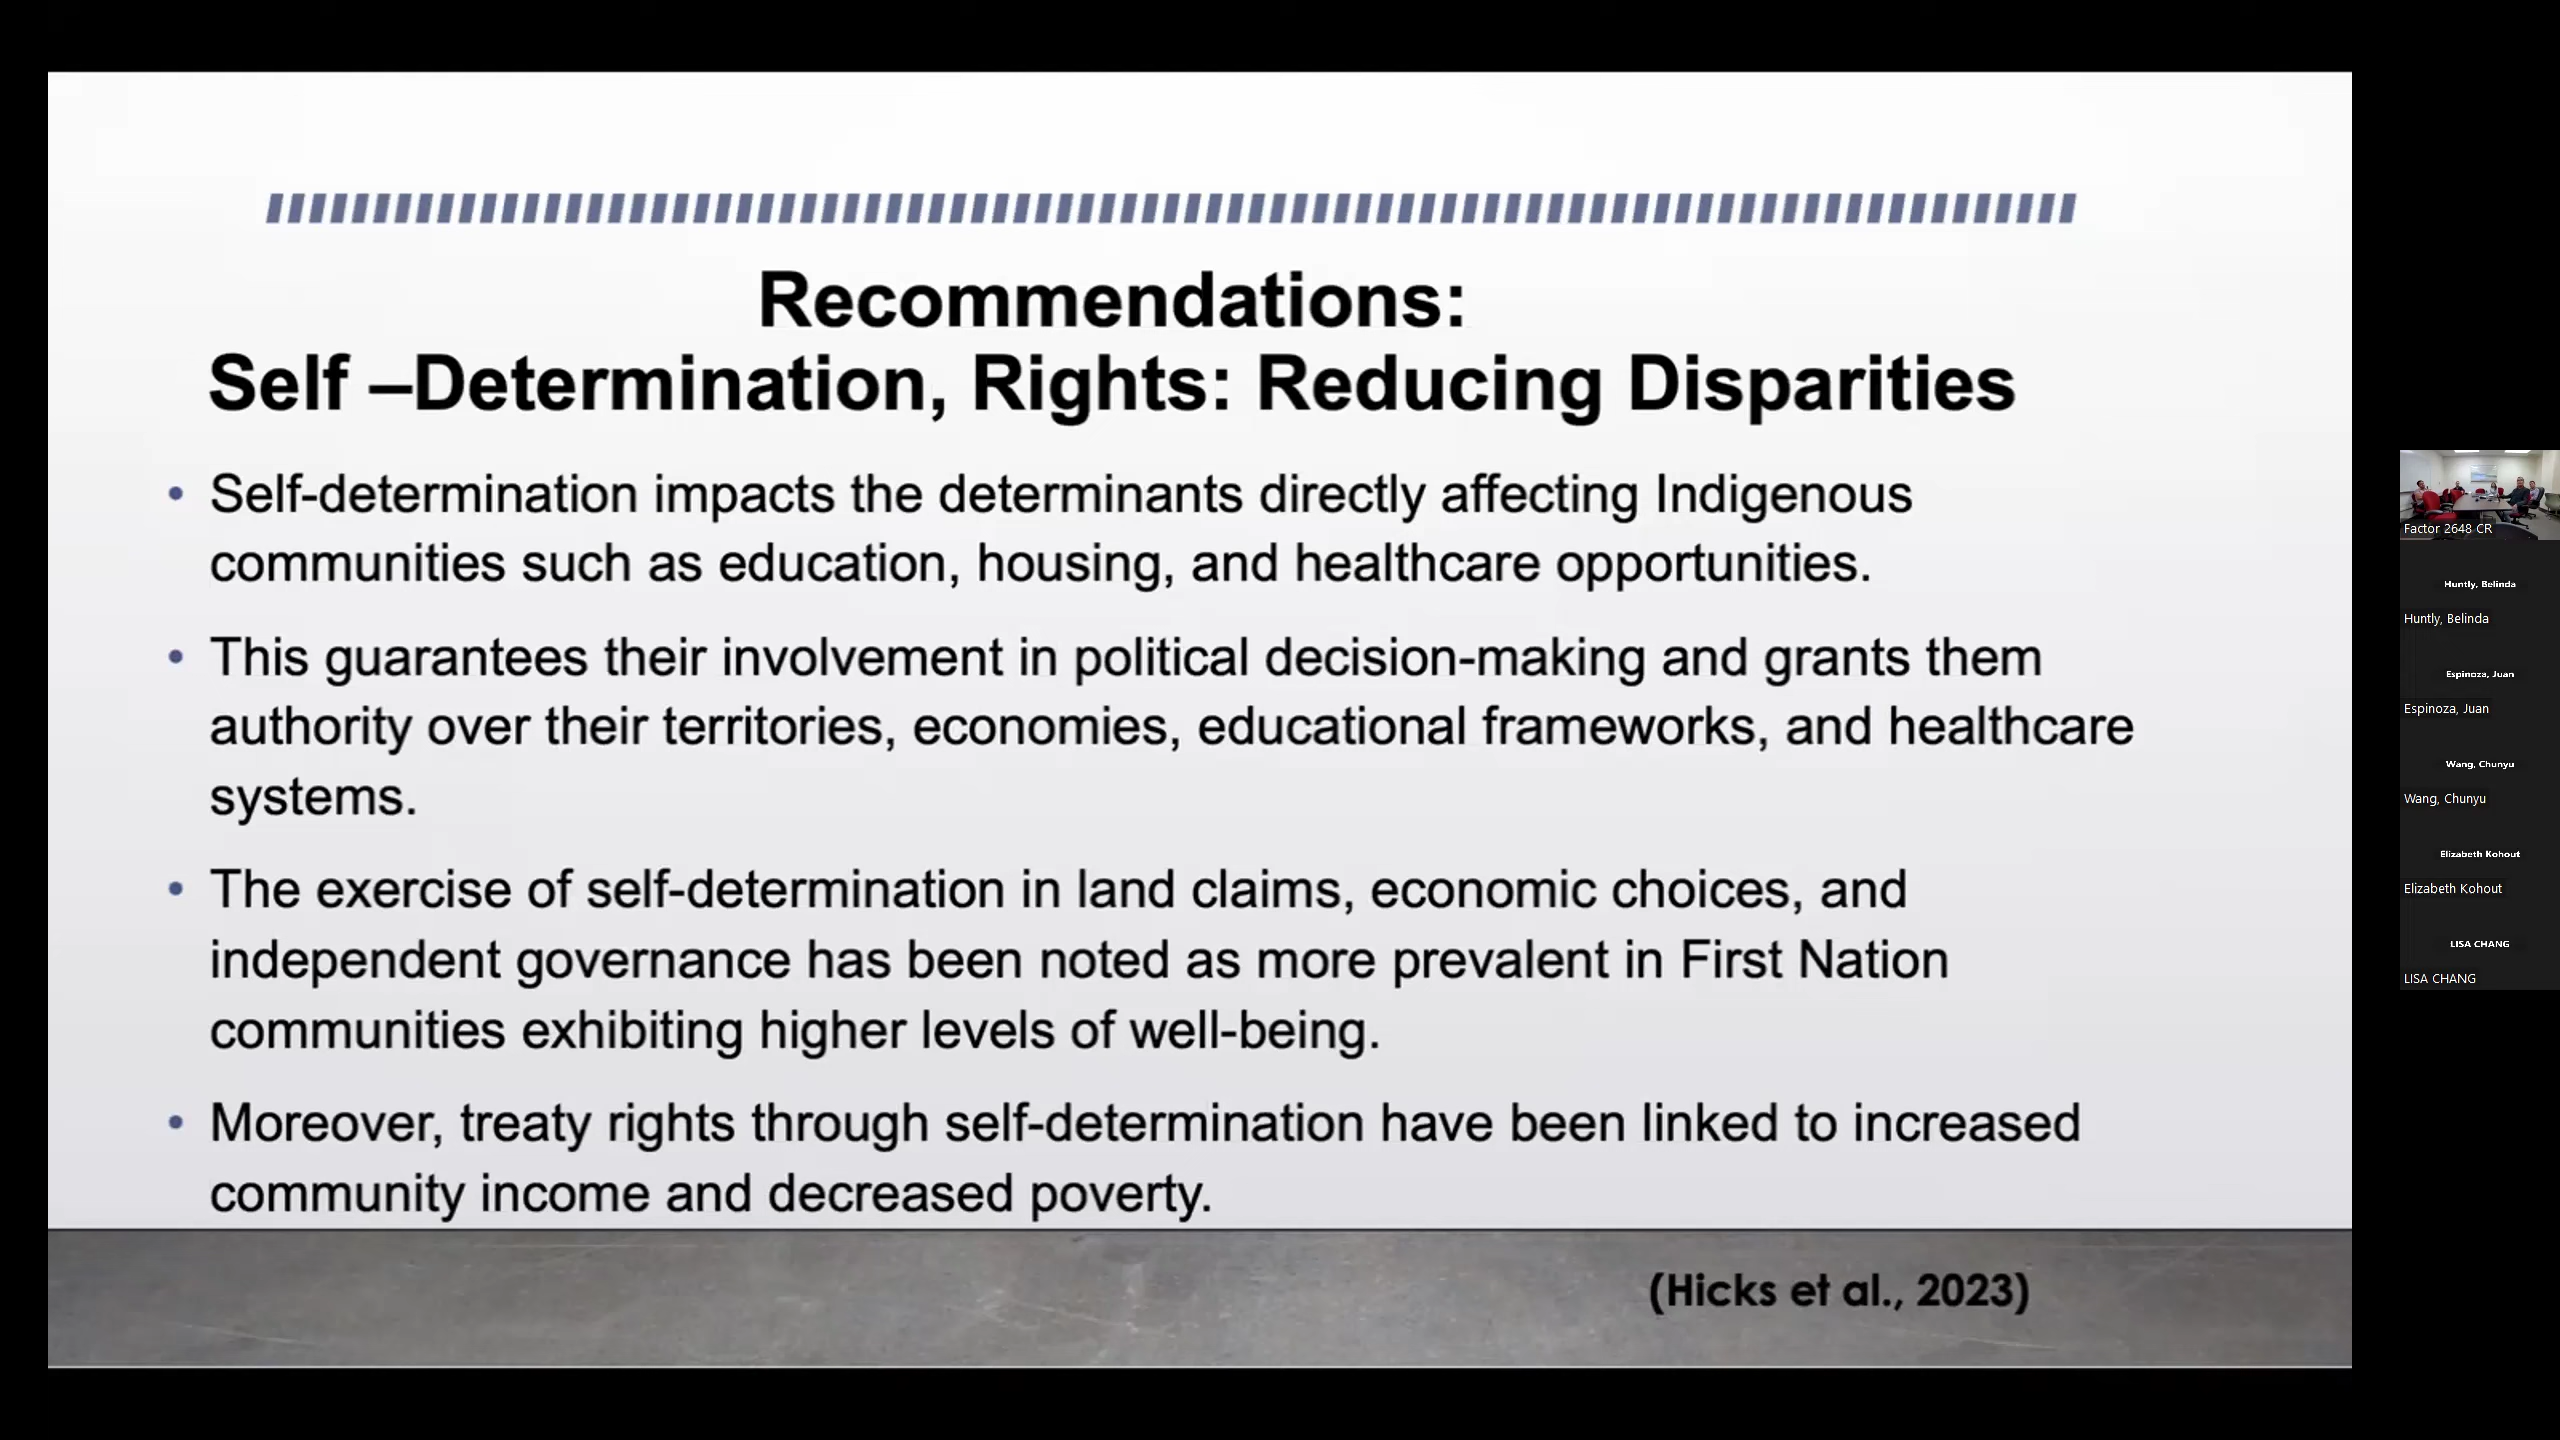 Recommendations:
Self –Determination, Rights: Reducing Disparities
• Self-determination impacts the determinants directly affecting Indigenous
communities such as education, housing, and healthcare opportunities.
• This guarantees their involvement in political decision-making and grants them
authority over their territories, economies, educational frameworks, and healthcare
systems.
• The exercise of self-determination in land claims, economic choices, and
independent governance has been noted as more prevalent in First Nation
communities exhibiting higher levels of well-being.
• Moreover, treaty rights through self-determination have been linked to increased
community income and decreased poverty.
(Hicks et al., 2023)
Factor 2648 CR
Huntly, Belinda
Huntly, Belinda
Espinoza, Juan
Espinoza, Juan
Wang, Chunyu
Wang, Chunyu
Elizabeth Kohout
Elizabeth Kohout
LISA CHANG
LISA CHANG